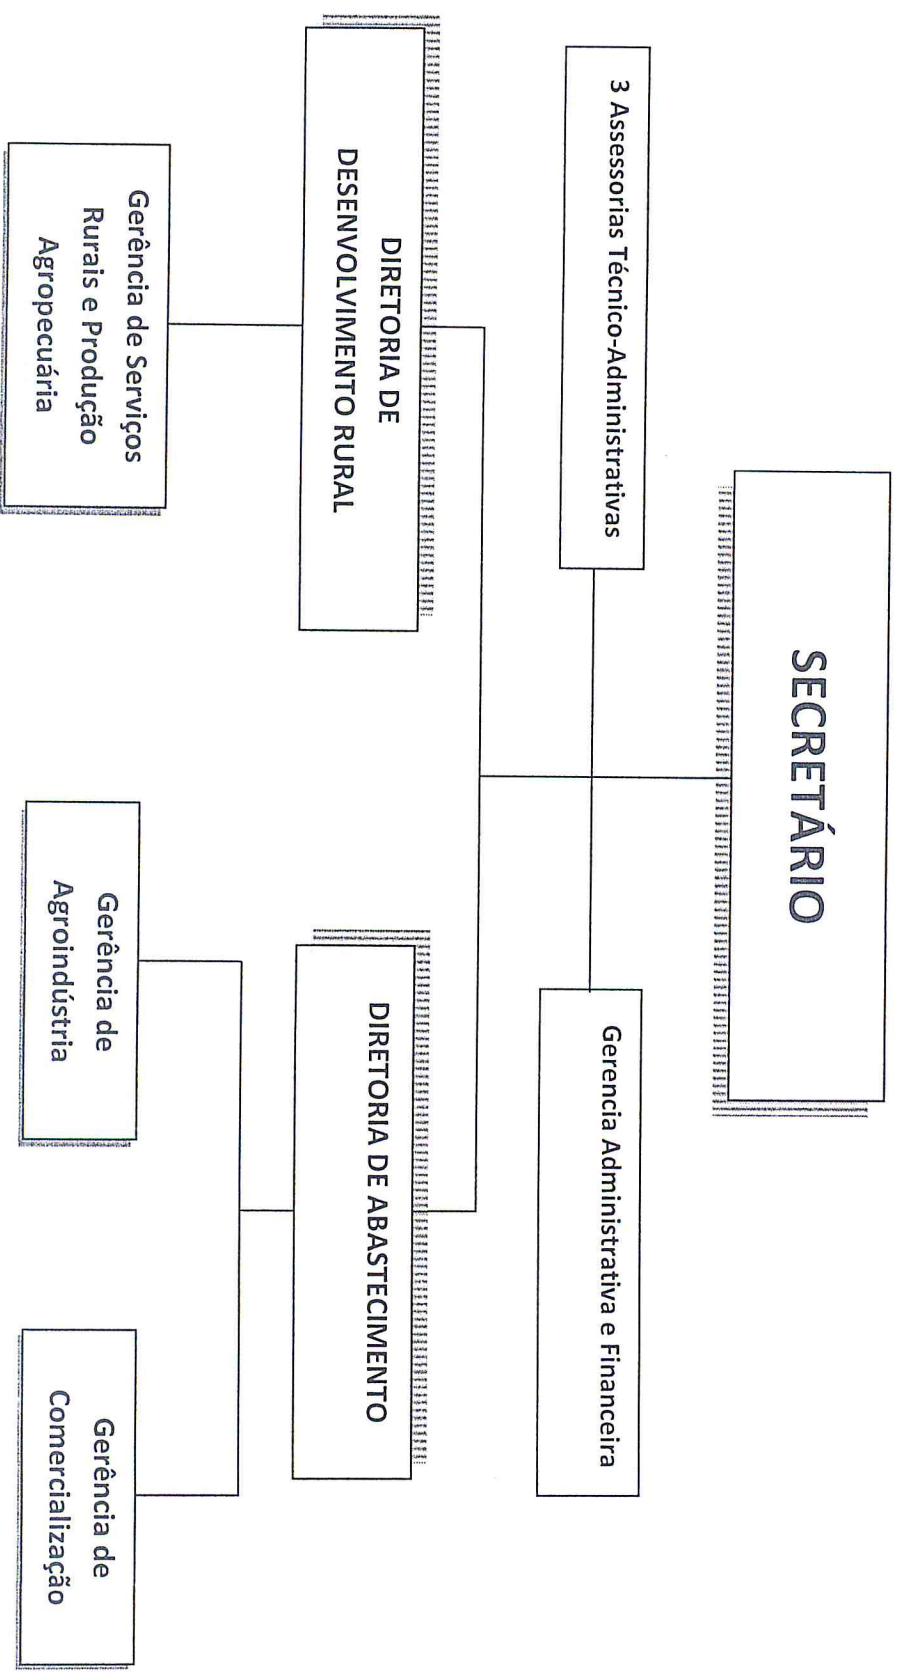 SECRETÁRIO
3 Assessorias Técnico-Administrativas
Gerencia Administrativa e Financeira
DIRETORIA DE
DESENVOLVIMENTO RURAL
DIRETORIA DE ABASTECIMENTO
Gerência de Serviços
Rurais e Produção
Agropecuária
Gerência de
Agroindústria
Gerência de
Comercialização